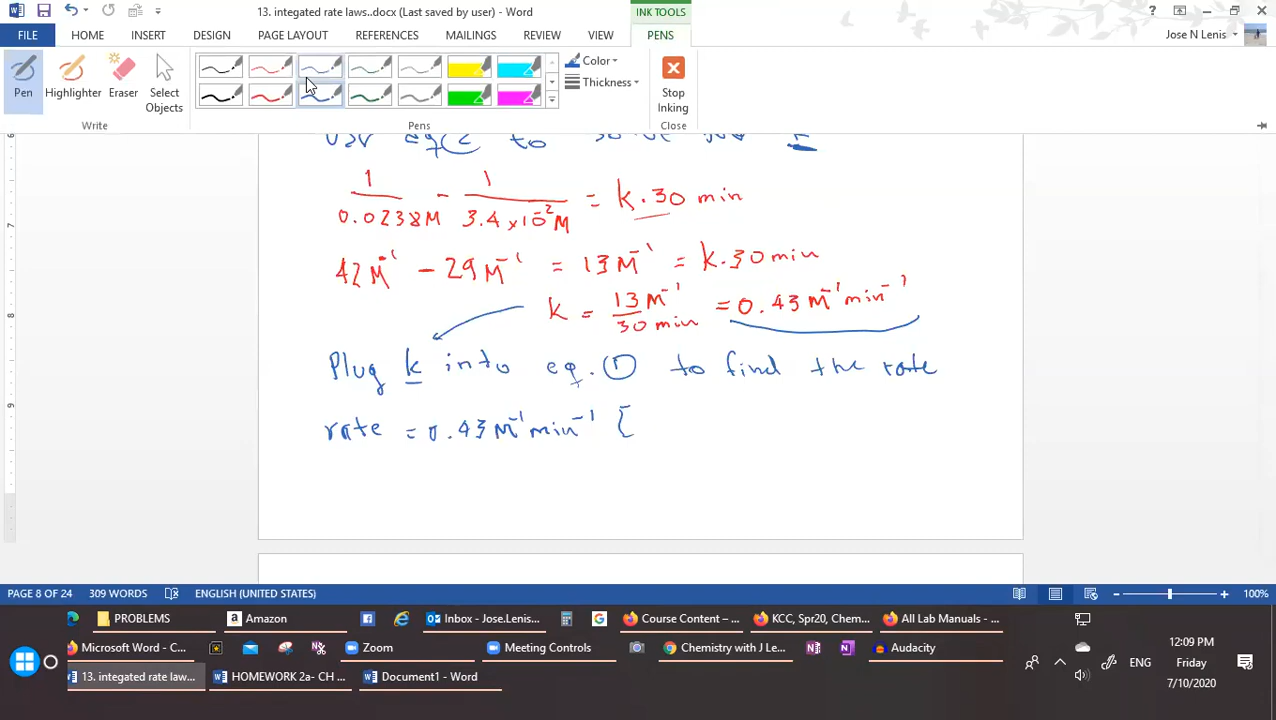 13. integated rate laws..docx (Last saved by user) - Word
INK TOOLS
FILE HOME INSERT DESIGN PAGE LAYOUT REFERENCES MAILINGS REVIEW VIEW PENS
Jose N Lenis
Pen Highlighter Eraser Select Objects
Color
Thickness
Stop Inking
Write Pens Close
to
1/0.0238M - 1/3.4x10⁻²M = k.30 min
42M⁻¹ - 29M⁻¹ = 13M⁻¹ = k.30min
k = 13M⁻¹/30min = 0.43M⁻¹min⁻¹
Plug k into eq. ① to find the rate
rate = 0.43M⁻¹min⁻¹ [
6
7
8
9
PAGE 8 OF 24 309 WORDS ENGLISH (UNITED STATES)
100%
PROBLEMS Amazon Inbox - Jose.Lenis... Course Content – ... KCC, Spr20, Chem... All Lab Manuals - ...
Microsoft Word - C... Zoom Meeting Controls Chemistry with J Le... Audacity
13. integated rate law... HOMEWORK 2a- CH ... Document1 - Word
ENG
12:09 PM
Friday
7/10/2020